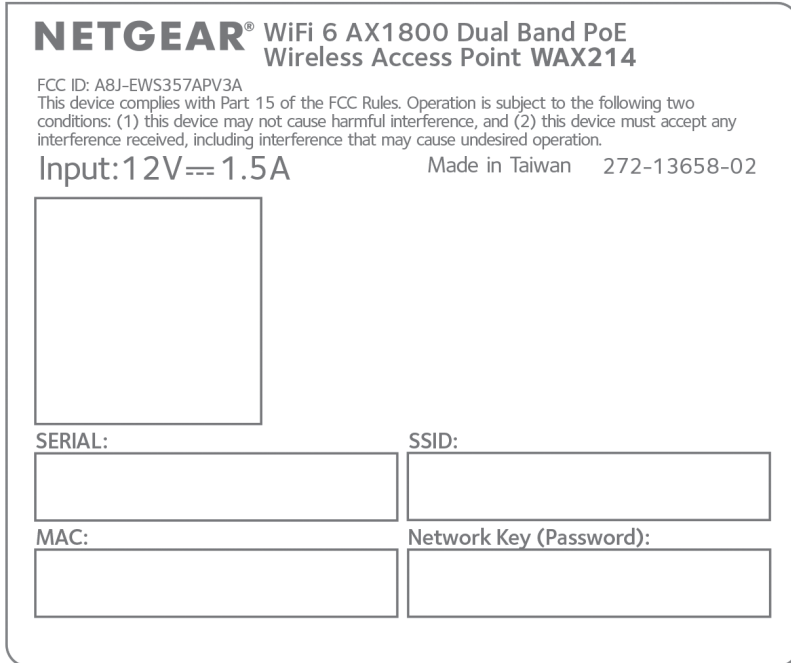 NETGEAR® WiFi 6 AX1800 Dual Band PoE
Wireless Access Point WAX214
FCC ID: A8J-EWS357APV3A
This device complies with Part 15 of the FCC Rules. Operation is subject to the following two
conditions: (1) this device may not cause harmful interference, and (2) this device must accept any
interference received, including interference that may cause undesired operation.
Input:12V⎓1.5A Made in Taiwan 272-13658-02
SERIAL: SSID:
MAC: Network Key (Password):